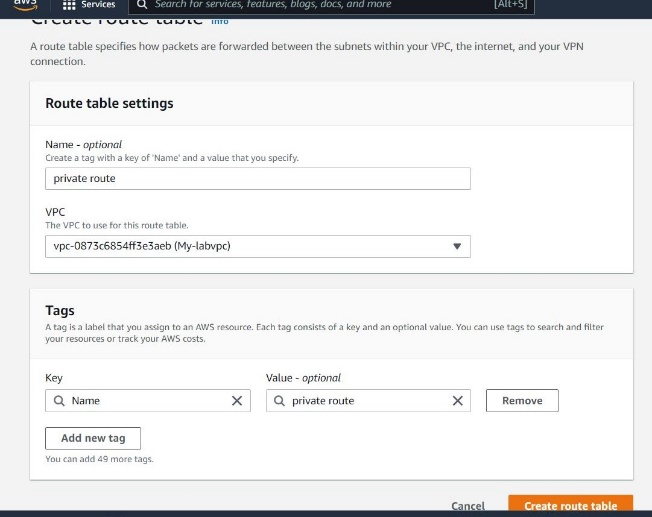 aws
Services
Search for services, features, blogs, docs, and more
[Alt+S]
Create route table Info
A route table specifies how packets are forwarded between the subnets within your VPC, the internet, and your VPN
connection.
Route table settings
Name - optional
Create a tag with a key of 'Name' and a value that you specify.
private route
VPC
The VPC to use for this route table.
vpc-0873c6854ff3e3aeb (My-labvpc)
Tags
A tag is a label that you assign to an AWS resource. Each tag consists of a key and an optional value. You can use tags to search and filter
your resources or track your AWS costs.
Key
Value - optional
Name
private route
Remove
Add new tag
You can add 49 more tags.
Cancel
Create route table